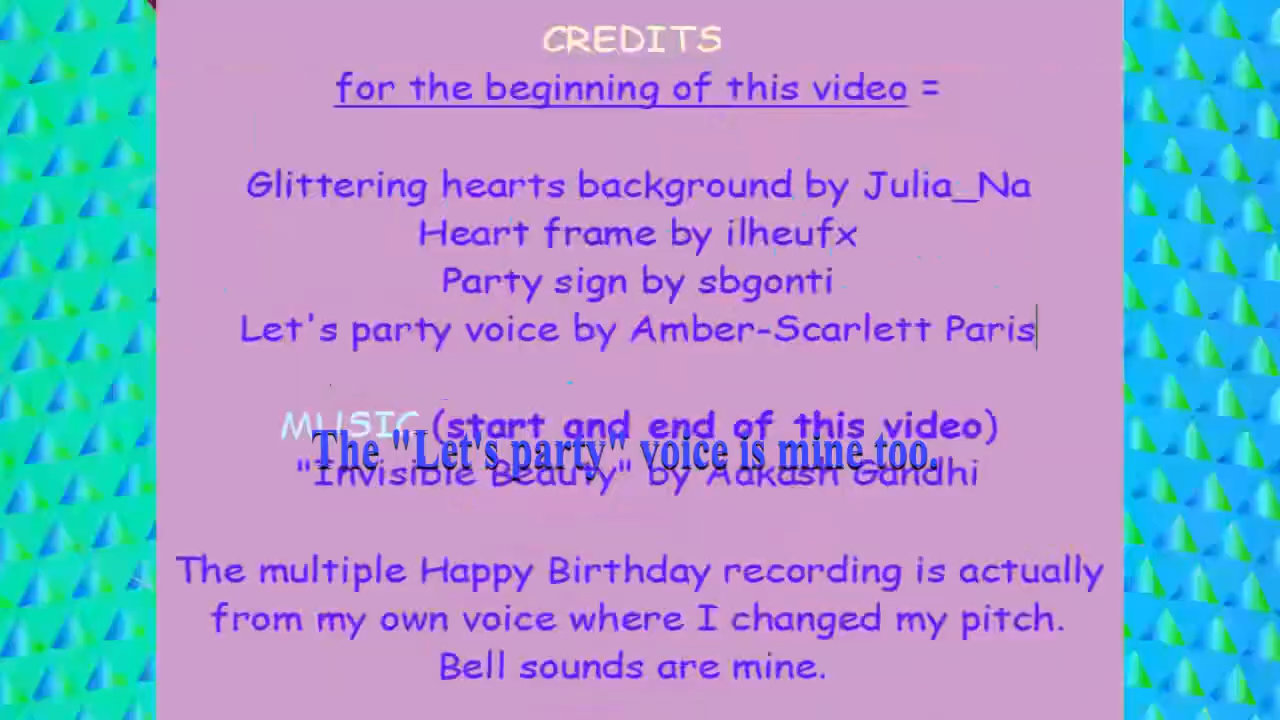 CREDITS
for the beginning of this video =
Glittering hearts background by Julia_Na
Heart frame by ilheufx
Party sign by sbgonti
Let's party voice by Amber-Scarlett Paris
MUSIC (start and end of this video)
The "Let's party" voice is mine too.
"Invisible Beauty" by Aakash Gandhi
The multiple Happy Birthday recording is actually
from my own voice where I changed my pitch.
Bell sounds are mine.